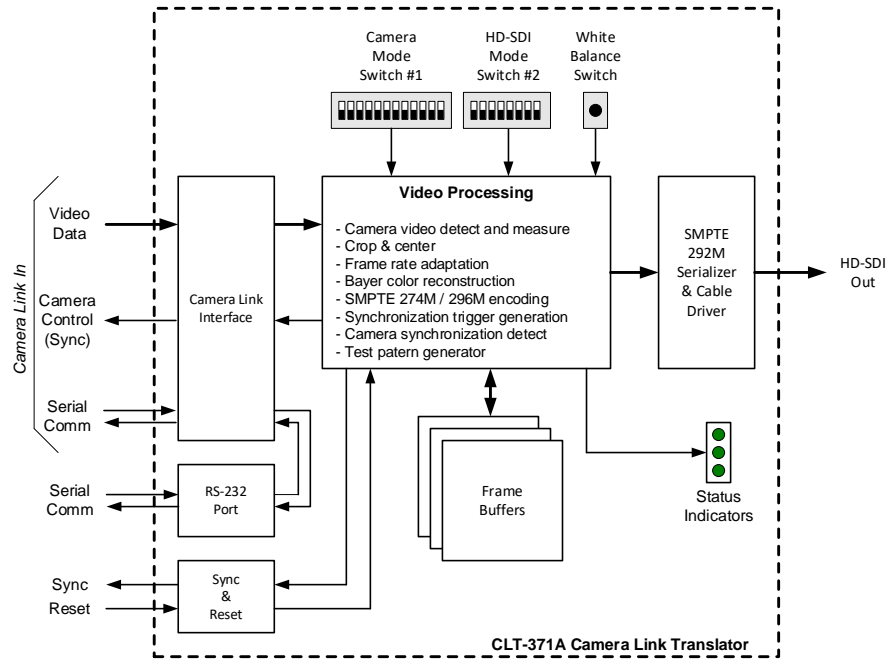 Camera
Mode
Switch #1
HD-SDI
Mode
Switch #2
White
Balance
Switch
Camera Link In
Video
Data
Camera
Control
(Sync)
Serial
Comm
Camera Link
Interface
Video Processing
- Camera video detect and measure
- Crop & center
- Frame rate adaptation
- Bayer color reconstruction
- SMPTE 274M / 296M encoding
- Synchronization trigger generation
- Camera synchronization detect
- Test patern generator
SMPTE
292M
Serializer
& Cable
Driver
HD-SDI
Out
Serial
Comm
RS-232
Port
Frame
Buffers
Status
Indicators
Sync
Reset
Sync
&
Reset
CLT-371A Camera Link Translator